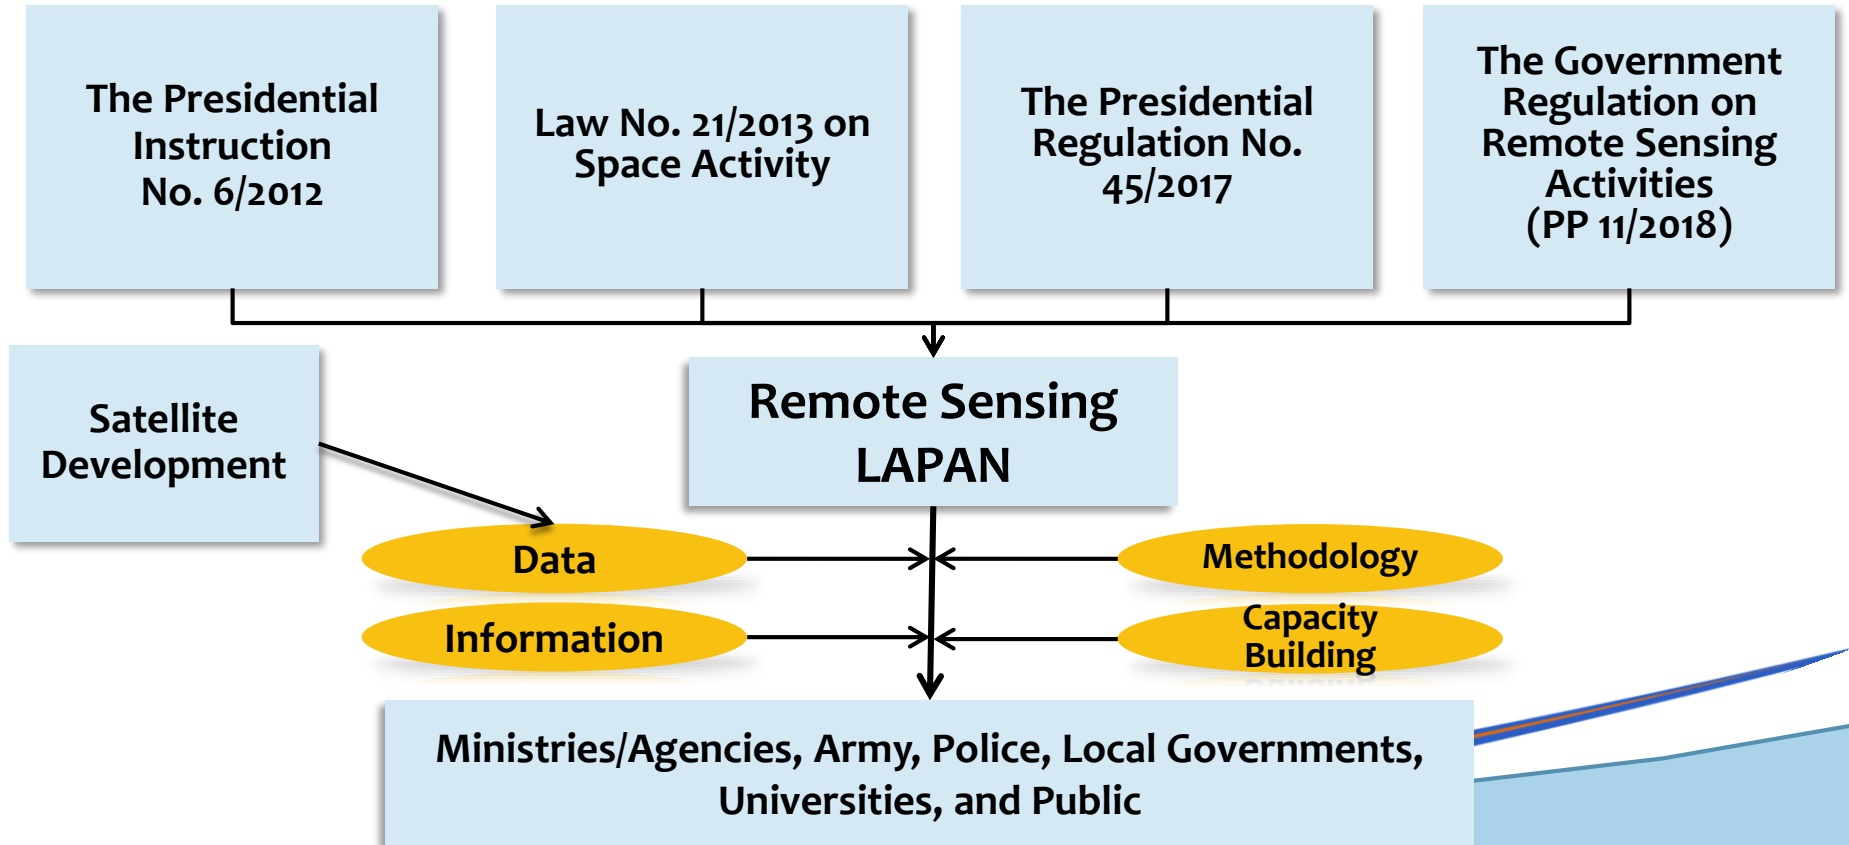 The Presidential
Instruction
No. 6/2012
Law No. 21/2013 on
Space Activity
The Presidential
Regulation No.
45/2017
The Government
Regulation on
Remote Sensing
Activities
(PP 11/2018)
Satellite
Development
Remote Sensing
LAPAN
Data
Methodology
Information
Capacity
Building
Ministries/Agencies, Army, Police, Local Governments,
Universities, and Public